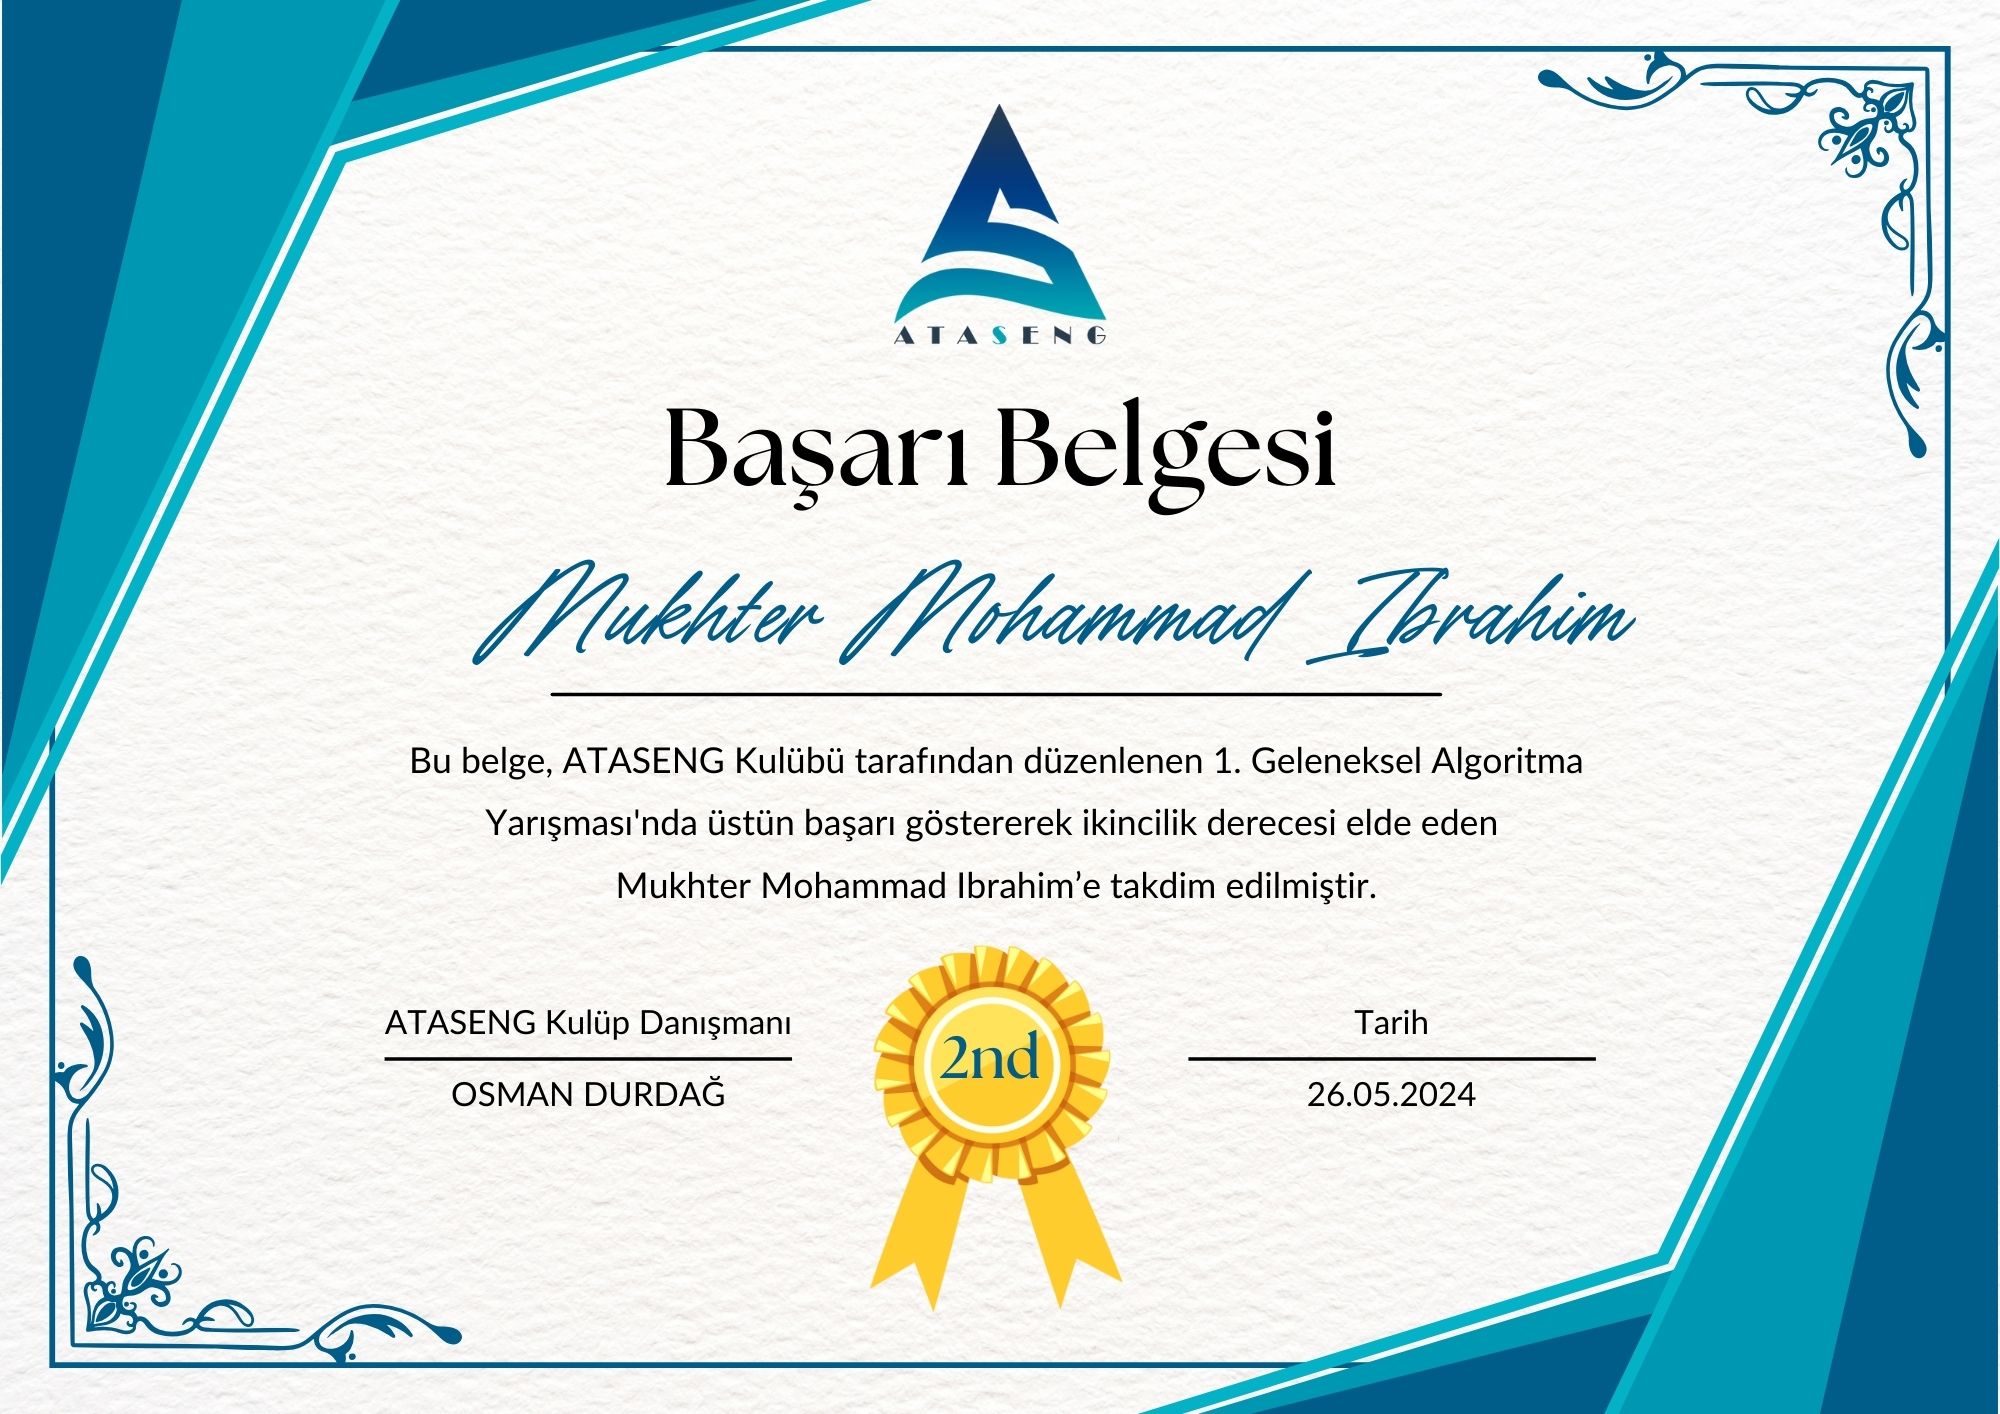 ATASENG
Başarı Belgesi
Mukhter Mohammad Ibrahim
Bu belge, ATASENG Kulübü tarafından düzenlenen 1. Geleneksel Algoritma
Yarışması'nda üstün başarı göstererek ikincilik derecesi elde eden
Mukhter Mohammad Ibrahim’e takdim edilmiştir.
ATASENG Kulüp Danışmanı
OSMAN DURDAĞ
2nd
Tarih
26.05.2024